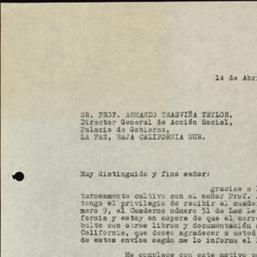 14 de Abri
SR. PROF. ARMANDO TRASVIÑA TEYLOR,
Director General de Acción Social,
Palacio de Gobierno,
LA PAZ, BAJA CALIFORNIA SUR.
Muy distinguido y fino señor:
gracias a l
turosamente cultivo con el señor Prof.
tengo el privilegio de recibir el cuade
mero 9, el Cuaderno número 51 de Las Le
fornia y estoy en espera de que el corre
bulto con otros libros y documentación s
California, que deseo agradecer a usted
de estos envíos según me lo informa el
Me complace con este motivo